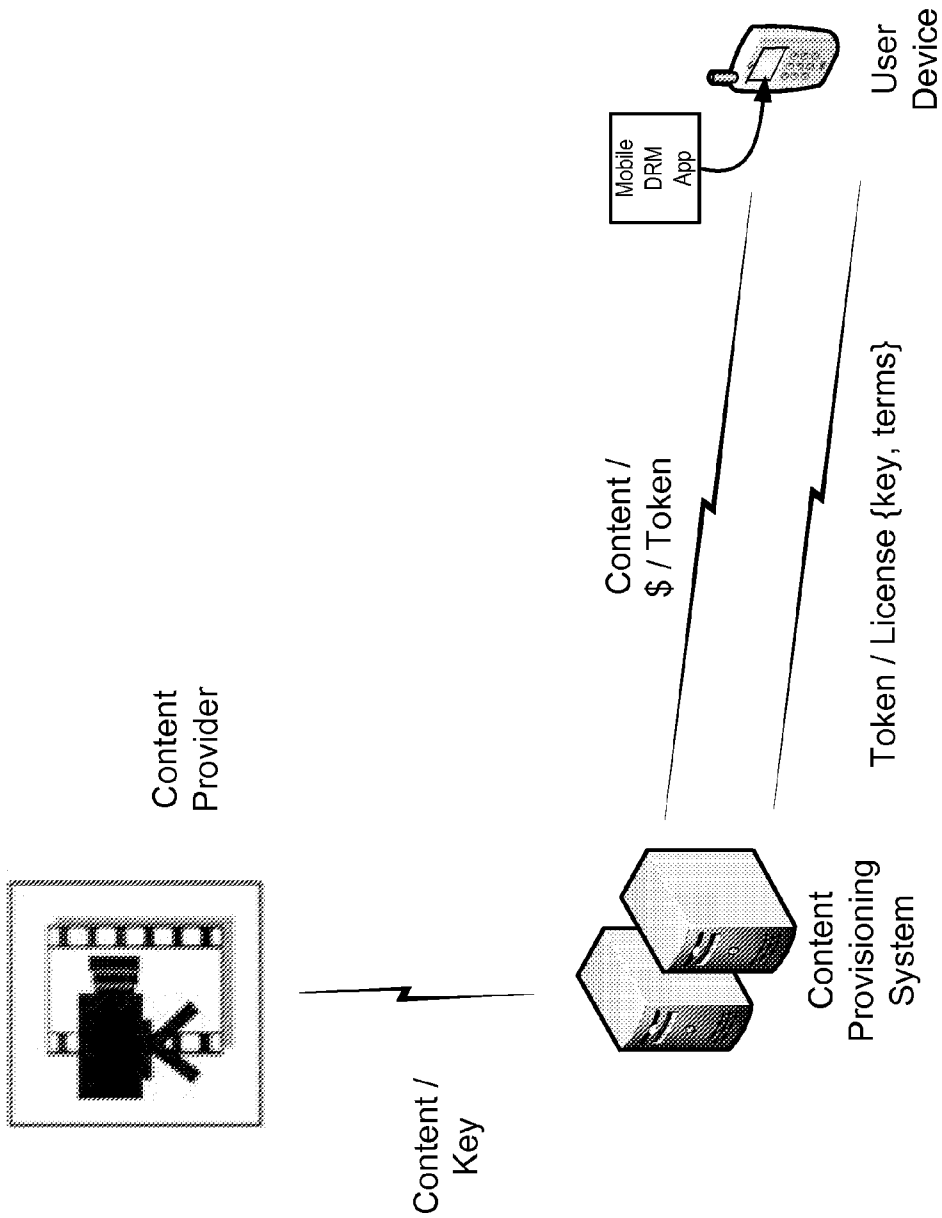 Content
Provider
Content /
Key
Content
Provisioning
System
Content /
$ / Token
Token / License {key, terms}
Mobile
DRM
App
User
Device